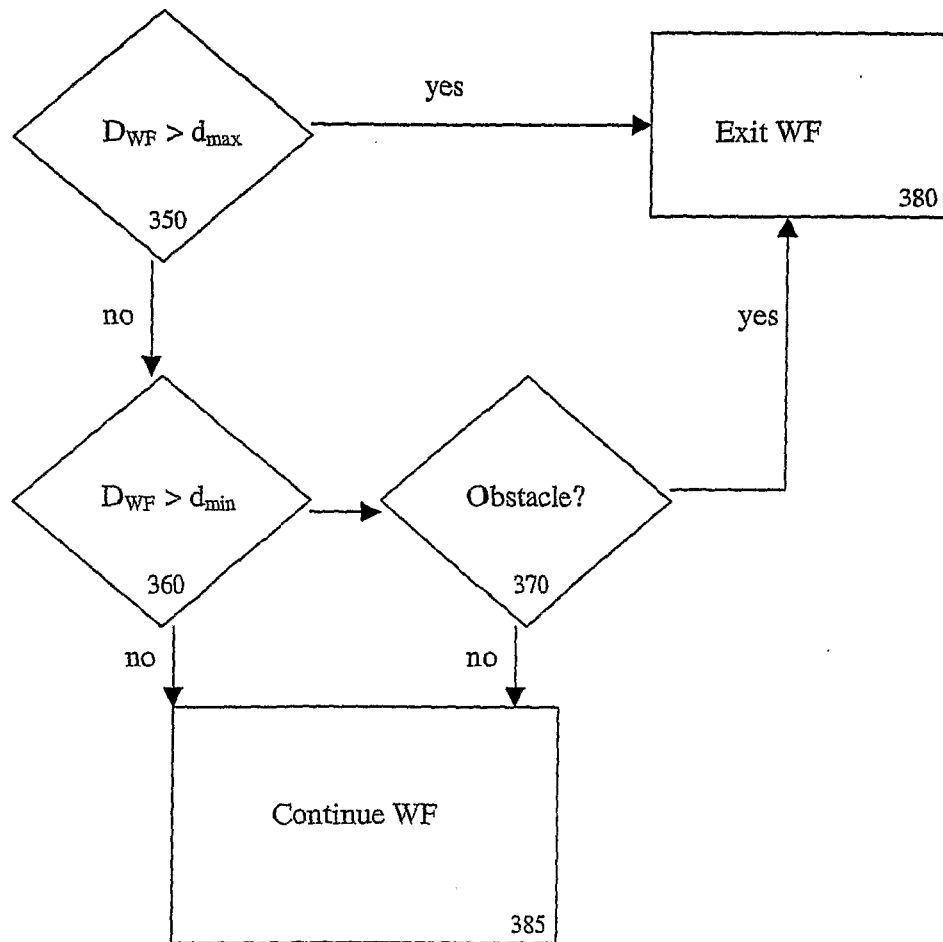 D_WF > d_max
350
yes
Exit WF
380
no
yes
D_WF > d_min
360
Obstacle?
370
no
no
Continue WF
385